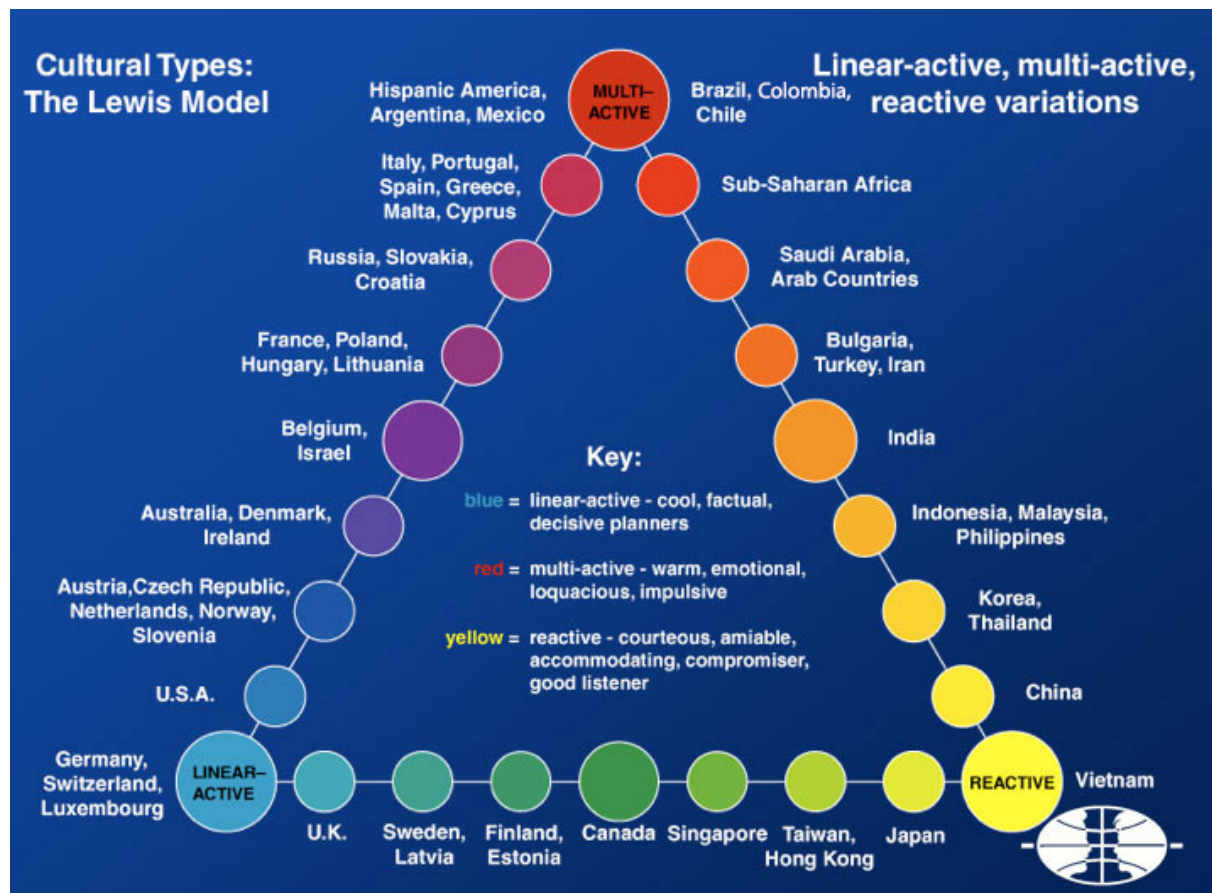 Cultural Types:
The Lewis Model
Linear-active, multi-active,
reactive variations
Hispanic America,
Argentina, Mexico
MULTI–
ACTIVE
Brazil, Colombia,
Chile
Italy, Portugal,
Spain, Greece,
Malta, Cyprus
Sub-Saharan Africa
Russia, Slovakia,
Croatia
Saudi Arabia,
Arab Countries
France, Poland,
Hungary, Lithuania
Bulgaria,
Turkey, Iran
Belgium,
Israel
India
Key:
blue = linear-active - cool, factual,
decisive planners
red = multi-active - warm, emotional,
loquacious, impulsive
yellow = reactive - courteous, amiable,
accommodating, compromiser,
good listener
Australia, Denmark,
Ireland
Indonesia, Malaysia,
Philippines
Austria,Czech Republic,
Netherlands, Norway,
Slovenia
Korea,
Thailand
U.S.A.
China
Germany,
Switzerland,
Luxembourg
LINEAR–
ACTIVE
REACTIVE
Vietnam
U.K.
Sweden,
Latvia
Finland,
Estonia
Canada
Singapore
Taiwan,
Hong Kong
Japan